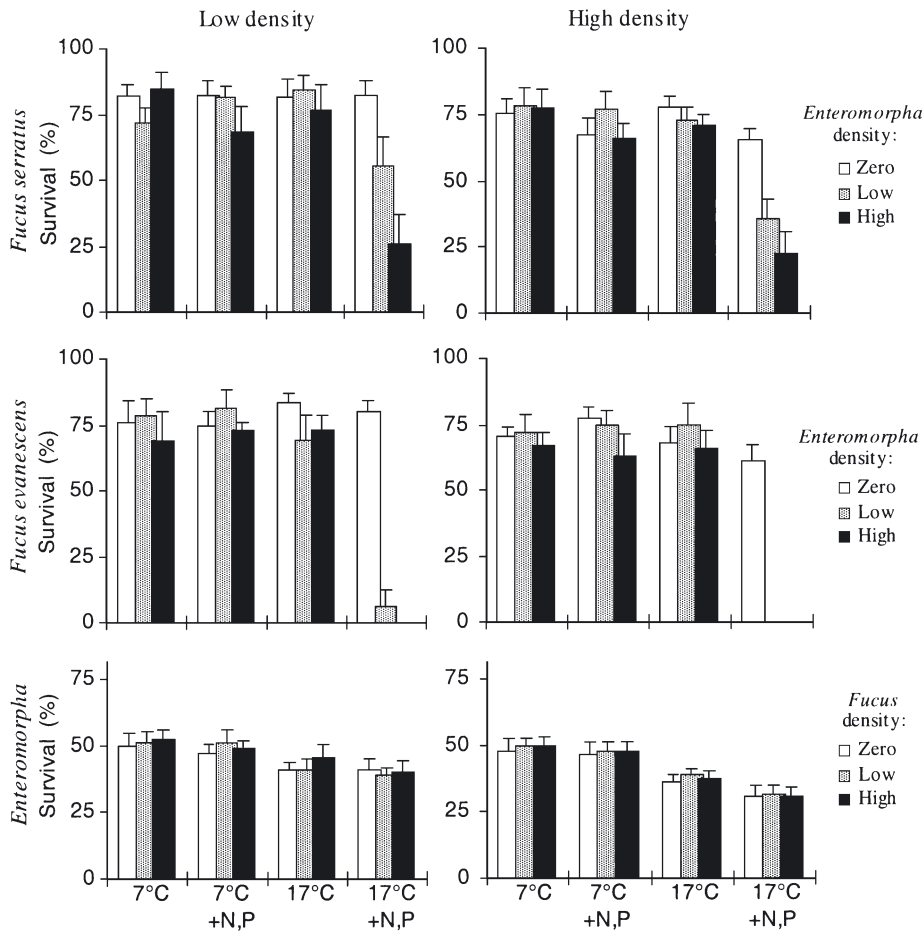 Low density
High density
Fucus serratus
Survival (%)
100
75
50
25
0
100
75
50
25
0
Enteromorpha
density:
Zero
Low
High
Fucus evanescens
Survival (%)
100
75
50
25
0
100
75
50
25
0
Enteromorpha
density:
Zero
Low
High
Enteromorpha
Survival (%)
75
50
25
0
75
50
25
0
Fucus
density:
Zero
Low
High
7°C
7°C
+N,P
17°C
17°C
+N,P
7°C
7°C
+N,P
17°C
17°C
+N,P